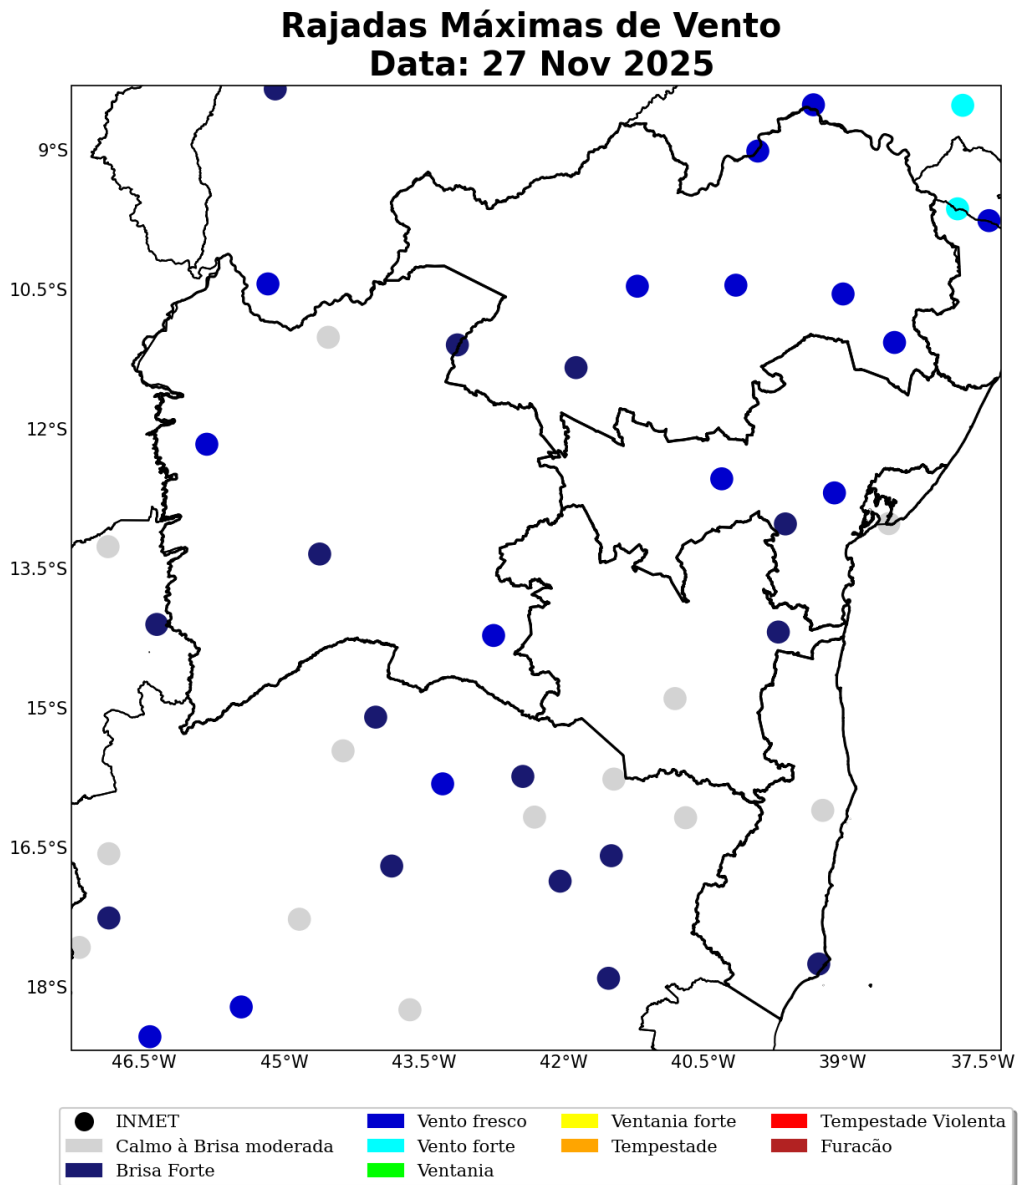 Rajadas Máximas de Vento
Data: 27 Nov 2025
9°S
10.5°S
12°S
13.5°S
15°S
16.5°S
18°S
46.5°W 45°W 43.5°W 42°W 40.5°W 39°W 37.5°W
INMET
Calmo à Brisa moderada
Brisa Forte
Vento fresco
Vento forte
Ventania
Ventania forte
Tempestade
Tempestade Violenta
Furacão